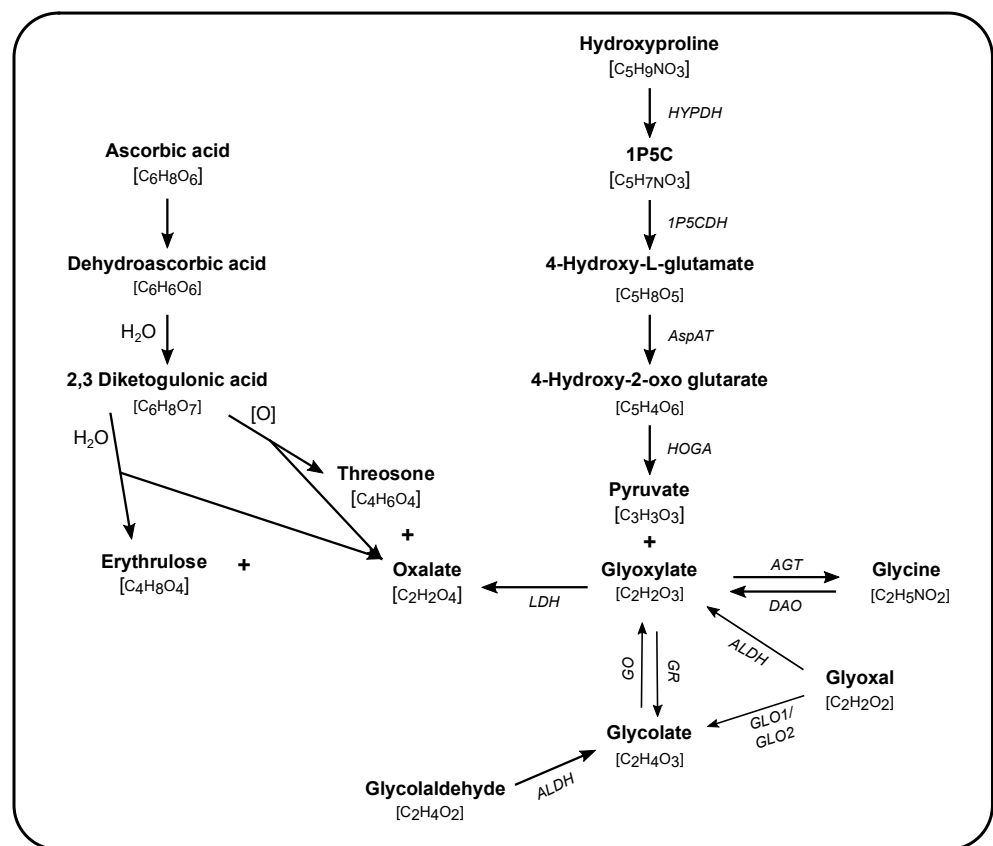 Hydroxyproline
[C5H9NO3]
HYPDH
1P5C
[C5H7NO3]
1P5CDH
4-Hydroxy-L-glutamate
[C5H8O5]
AspAT
4-Hydroxy-2-oxo glutarate
[C5H4O6]
HOGA
Pyruvate
[C3H3O3]
+
Glyoxylate
[C2H2O3]
Ascorbic acid
[C6H8O6]
Dehydroascorbic acid
[C6H6O6]
H2O
2,3 Diketogulonic acid
[C6H8O7]
H2O
[O]
Threosone
[C4H6O4]
+
Erythrulose
[C4H8O4]
+
Oxalate
[C2H2O4]
LDH
AGT
DAO
Glycine
[C2H5NO2]
ALDH
Glyoxal
[C2H2O2]
GO
GR
GLO1/
GLO2
Glycolate
[C2H4O3]
Glycolaldehyde
[C2H4O2]
ALDH